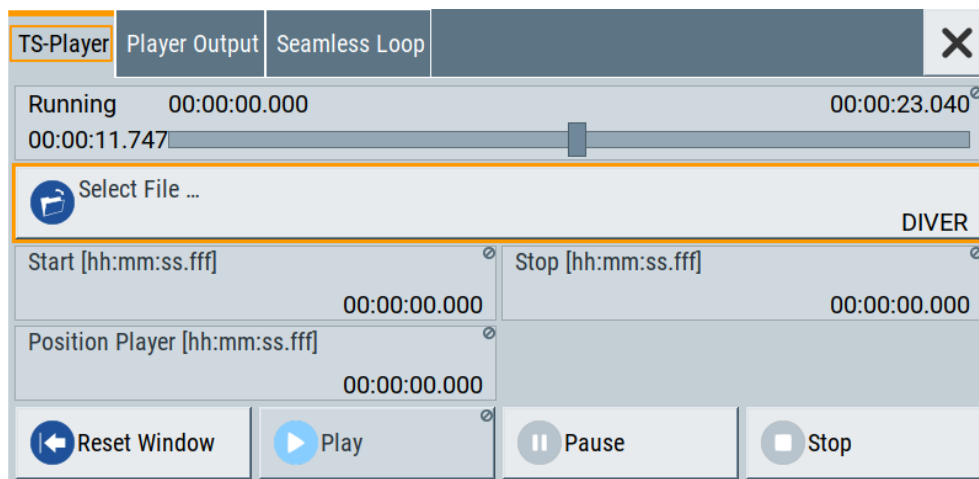 TS-Player Player Output Seamless Loop
Running 00:00:00.000 00:00:23.040
00:00:11.747
Select File ...
DIVER
Start [hh:mm:ss.fff] Stop [hh:mm:ss.fff]
00:00:00.000 00:00:00.000
Position Player [hh:mm:ss.fff]
00:00:00.000
Reset Window Play Pause Stop